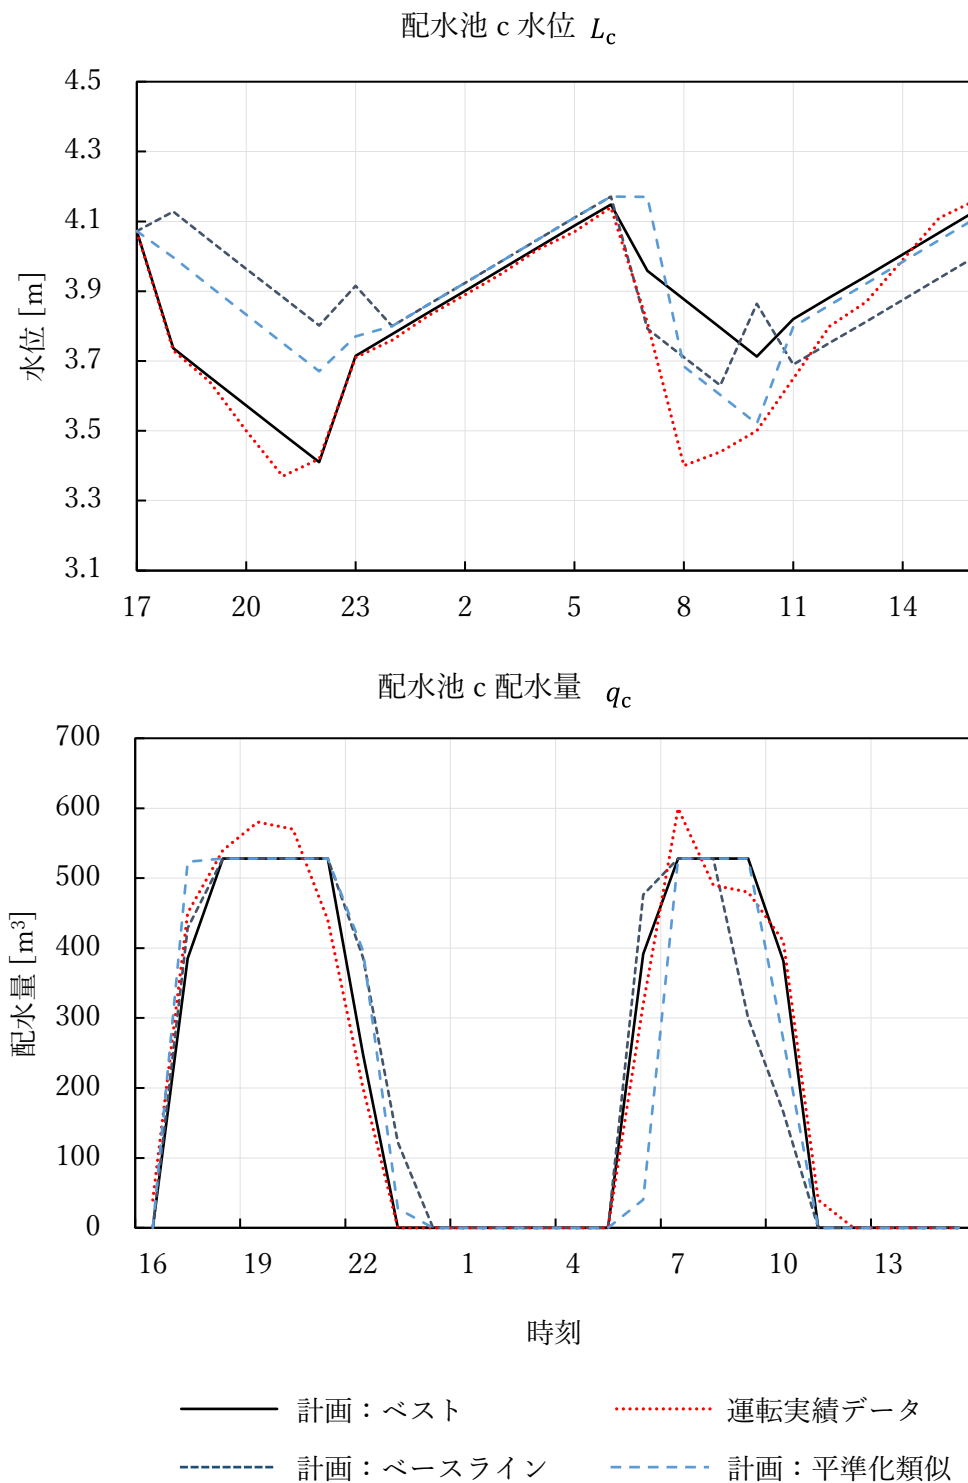 配水池 c 水位 Lc
4.5
4.3
4.1
3.9
3.7
3.5
3.3
3.1
水位 [m]
17 20 23 2 5 8 11 14
配水池 c 配水量 qc
700
600
500
400
300
200
100
0
配水量 [m³]
16 19 22 1 4 7 10 13
時刻
計画：ベスト 運転実績データ
計画：ベースライン 計画：平準化類似